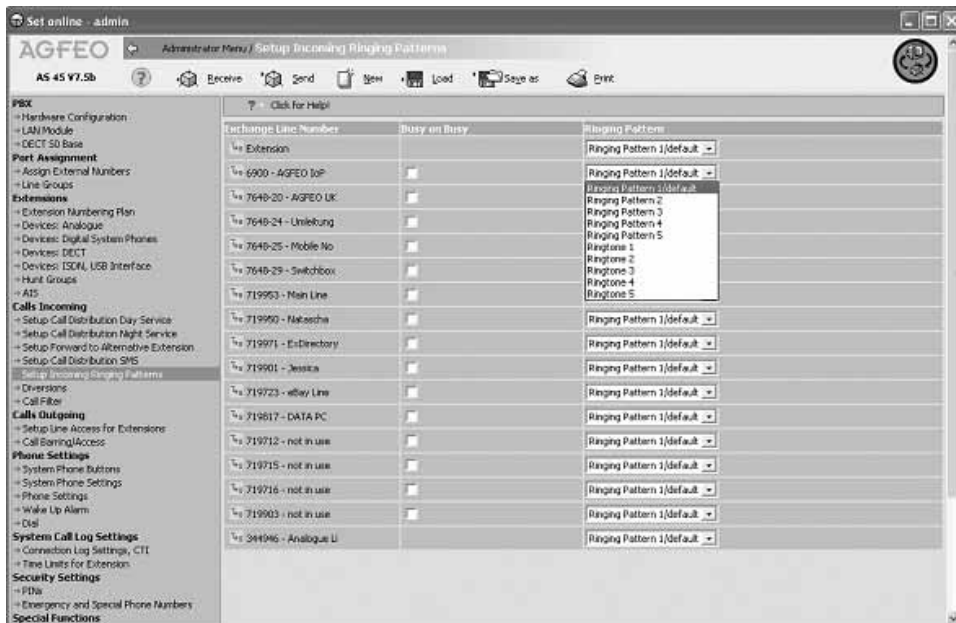 Set online - admin
AGFEO
Administrator Menu / Setup Incoming Ringing Patterns
AS 45 V7.5b
? Receive Send New Load Save as Print
PBX
Hardware Configuration
LAN Module
DECT S0 Base
Port Assignment
Assign External Numbers
Line Groups
Extensions
Extension Numbering Plan
Devices: Analogue
Devices: Digital System Phones
Devices: DECT
Devices: ISDN, USB Interface
Hunt Groups
AIS
Calls Incoming
Setup Call Distribution Day Service
Setup Call Distribution Night Service
Setup Forward to Alternative Extension
Setup Call Distribution SMS
Setup Incoming Ringing Patterns
Diversions
Call Filter
Calls Outgoing
Setup Line Access for Extensions
Call Barring/Access
Phone Settings
System Phone Buttons
System Phone Settings
Phone Settings
Wake Up Alarm
Dial
System Call Log Settings
Connection Log Settings, CTI
Time Limits for Extension
Security Settings
PINs
Emergency and Special Phone Numbers
Special Functions
? Click for Help!
Exchange Line Number Busy on Busy Ringing Pattern
Extension Ringing Pattern 1/default
6900 - AGFEO IoP Ringing Pattern 1/default
Ringing Pattern 1/default
Ringing Pattern 2
Ringing Pattern 3
Ringing Pattern 4
Ringing Pattern 5
Ringtone 1
Ringtone 2
Ringtone 3
Ringtone 4
Ringtone 5
7648-20 - AGFEO UK
7648-24 - Umleitung
7648-25 - Mobile No
7648-29 - Switchbox
719953 - Main Line
719950 - Natascha Ringing Pattern 1/default
719971 - ExDirectory Ringing Pattern 1/default
719901 - Jessica Ringing Pattern 1/default
719723 - eBay Line Ringing Pattern 1/default
719817 - DATA PC Ringing Pattern 1/default
719712 - not in use Ringing Pattern 1/default
719715 - not in use Ringing Pattern 1/default
719716 - not in use Ringing Pattern 1/default
719903 - not in use Ringing Pattern 1/default
344946 - Analogue Li Ringing Pattern 1/default